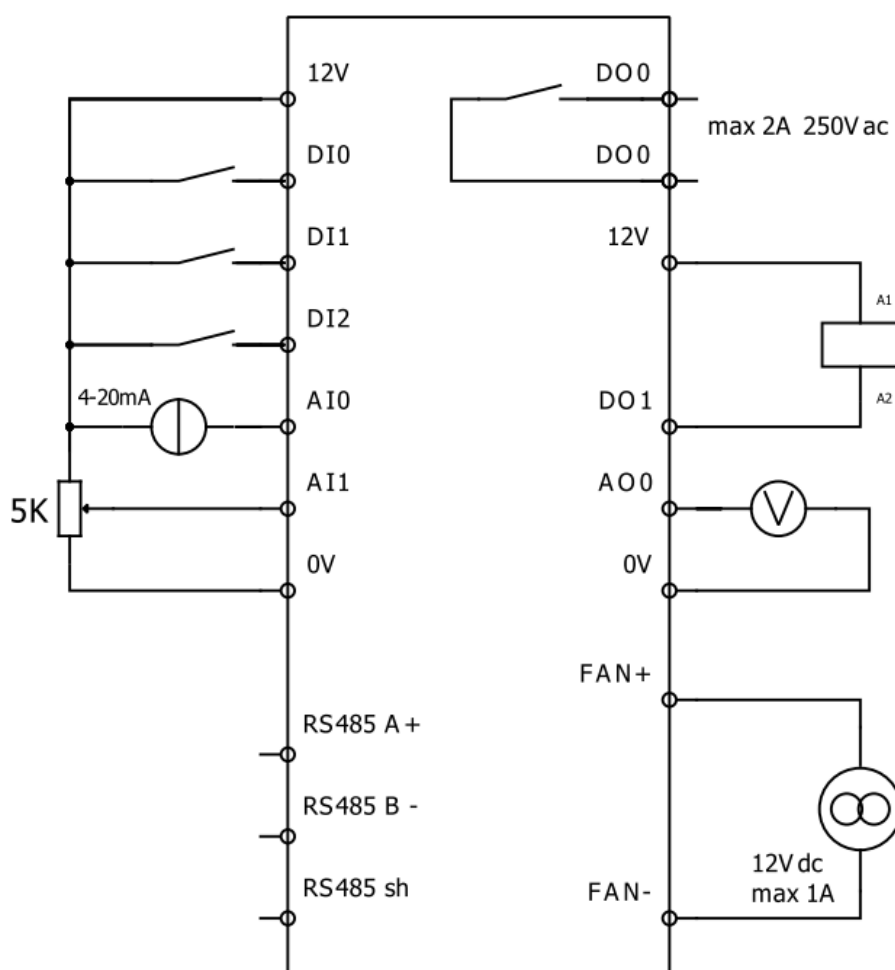 12V
DI0
DI1
DI2
4-20mA
AI0
5K
AI1
0V
RS485 A+
RS485 B -
RS485 sh
DO0
max 2A 250V ac
DO0
12V
A1
A2
DO1
AO0
V
0V
FAN+
12V dc
max 1A
FAN-